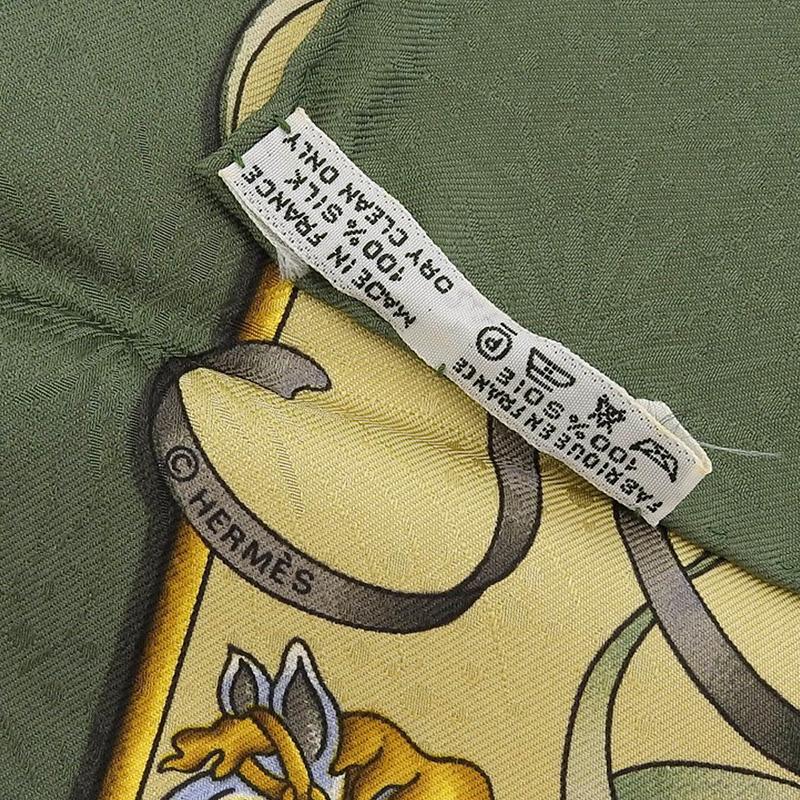 MADE IN FRANCE
100% SILK
DRY CLEAN ONLY
FABRIQUE EN FRANCE
100% SOIE
P
© HERMÈS